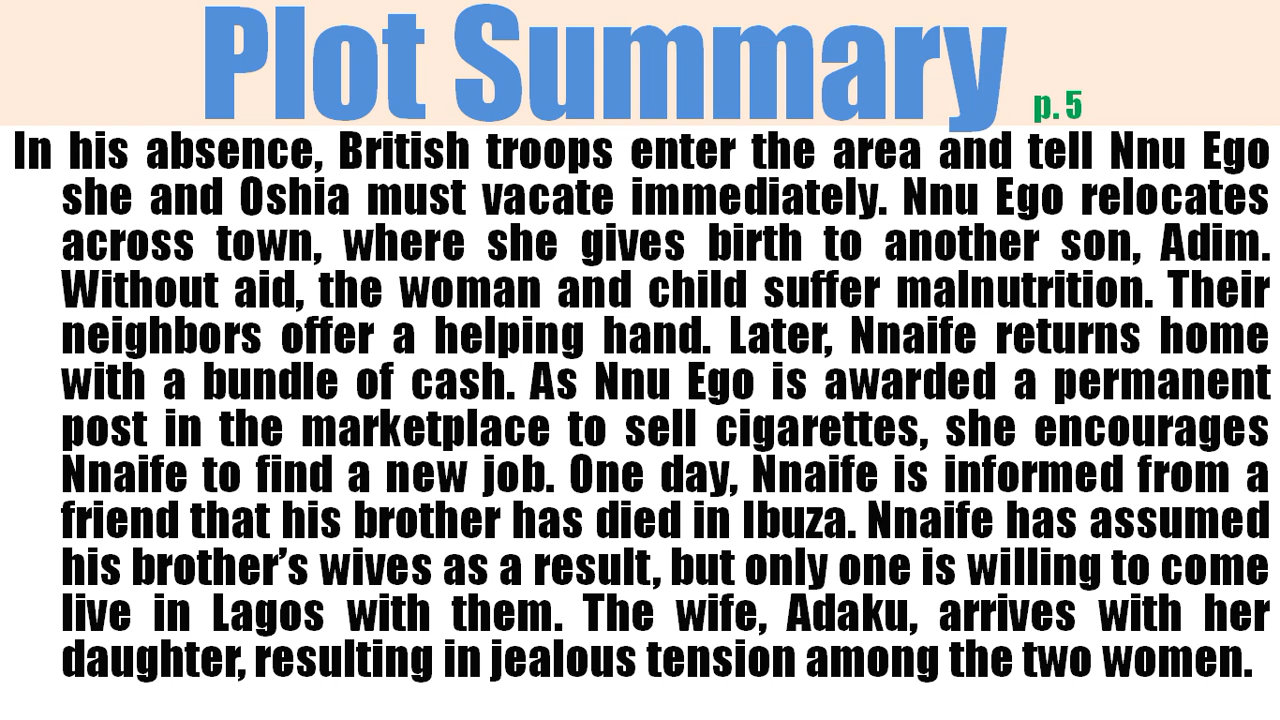 Plot Summary p. 5
In his absence, British troops enter the area and tell Nnu Ego
she and Oshia must vacate immediately. Nnu Ego relocates
across town, where she gives birth to another son, Adim.
Without aid, the woman and child suffer malnutrition. Their
neighbors offer a helping hand. Later, Nnaife returns home
with a bundle of cash. As Nnu Ego is awarded a permanent
post in the marketplace to sell cigarettes, she encourages
Nnaife to find a new job. One day, Nnaife is informed from a
friend that his brother has died in Ibuza. Nnaife has assumed
his brother’s wives as a result, but only one is willing to come
live in Lagos with them. The wife, Adaku, arrives with her
daughter, resulting in jealous tension among the two women.